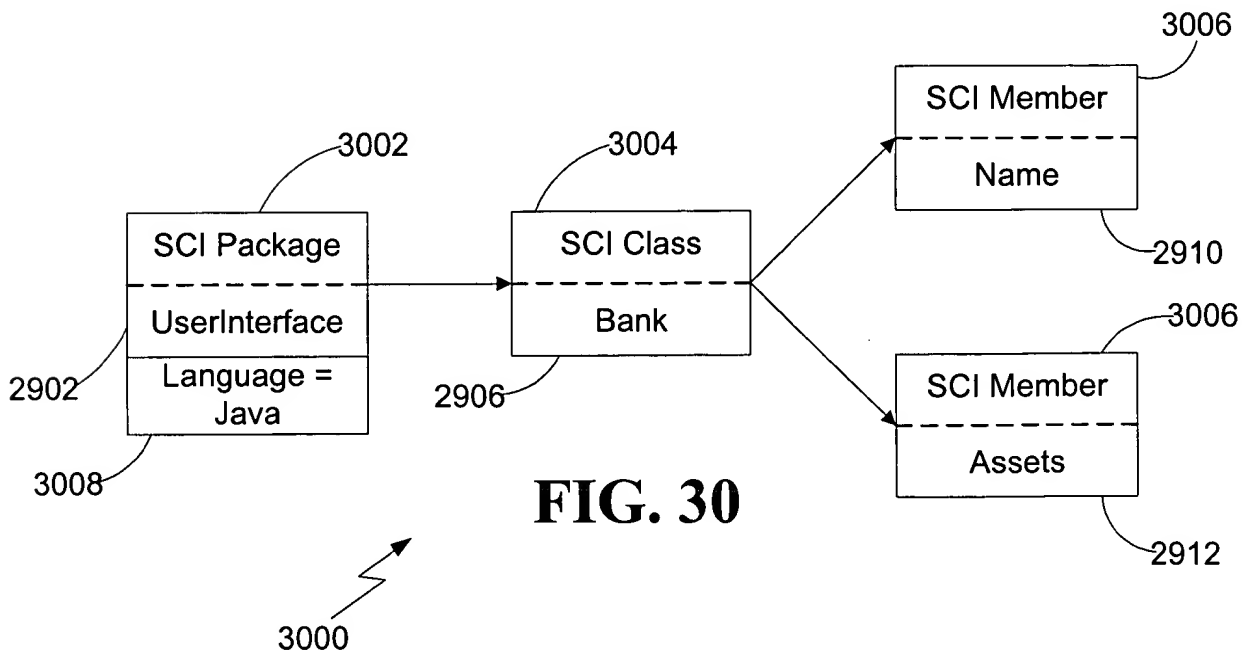 3006
SCI Member
Name
2910
3002
SCI Package
UserInterface
Language =
Java
2902
3008
3004
SCI Class
Bank
2906
3006
SCI Member
Assets
2912
FIG. 30
3000